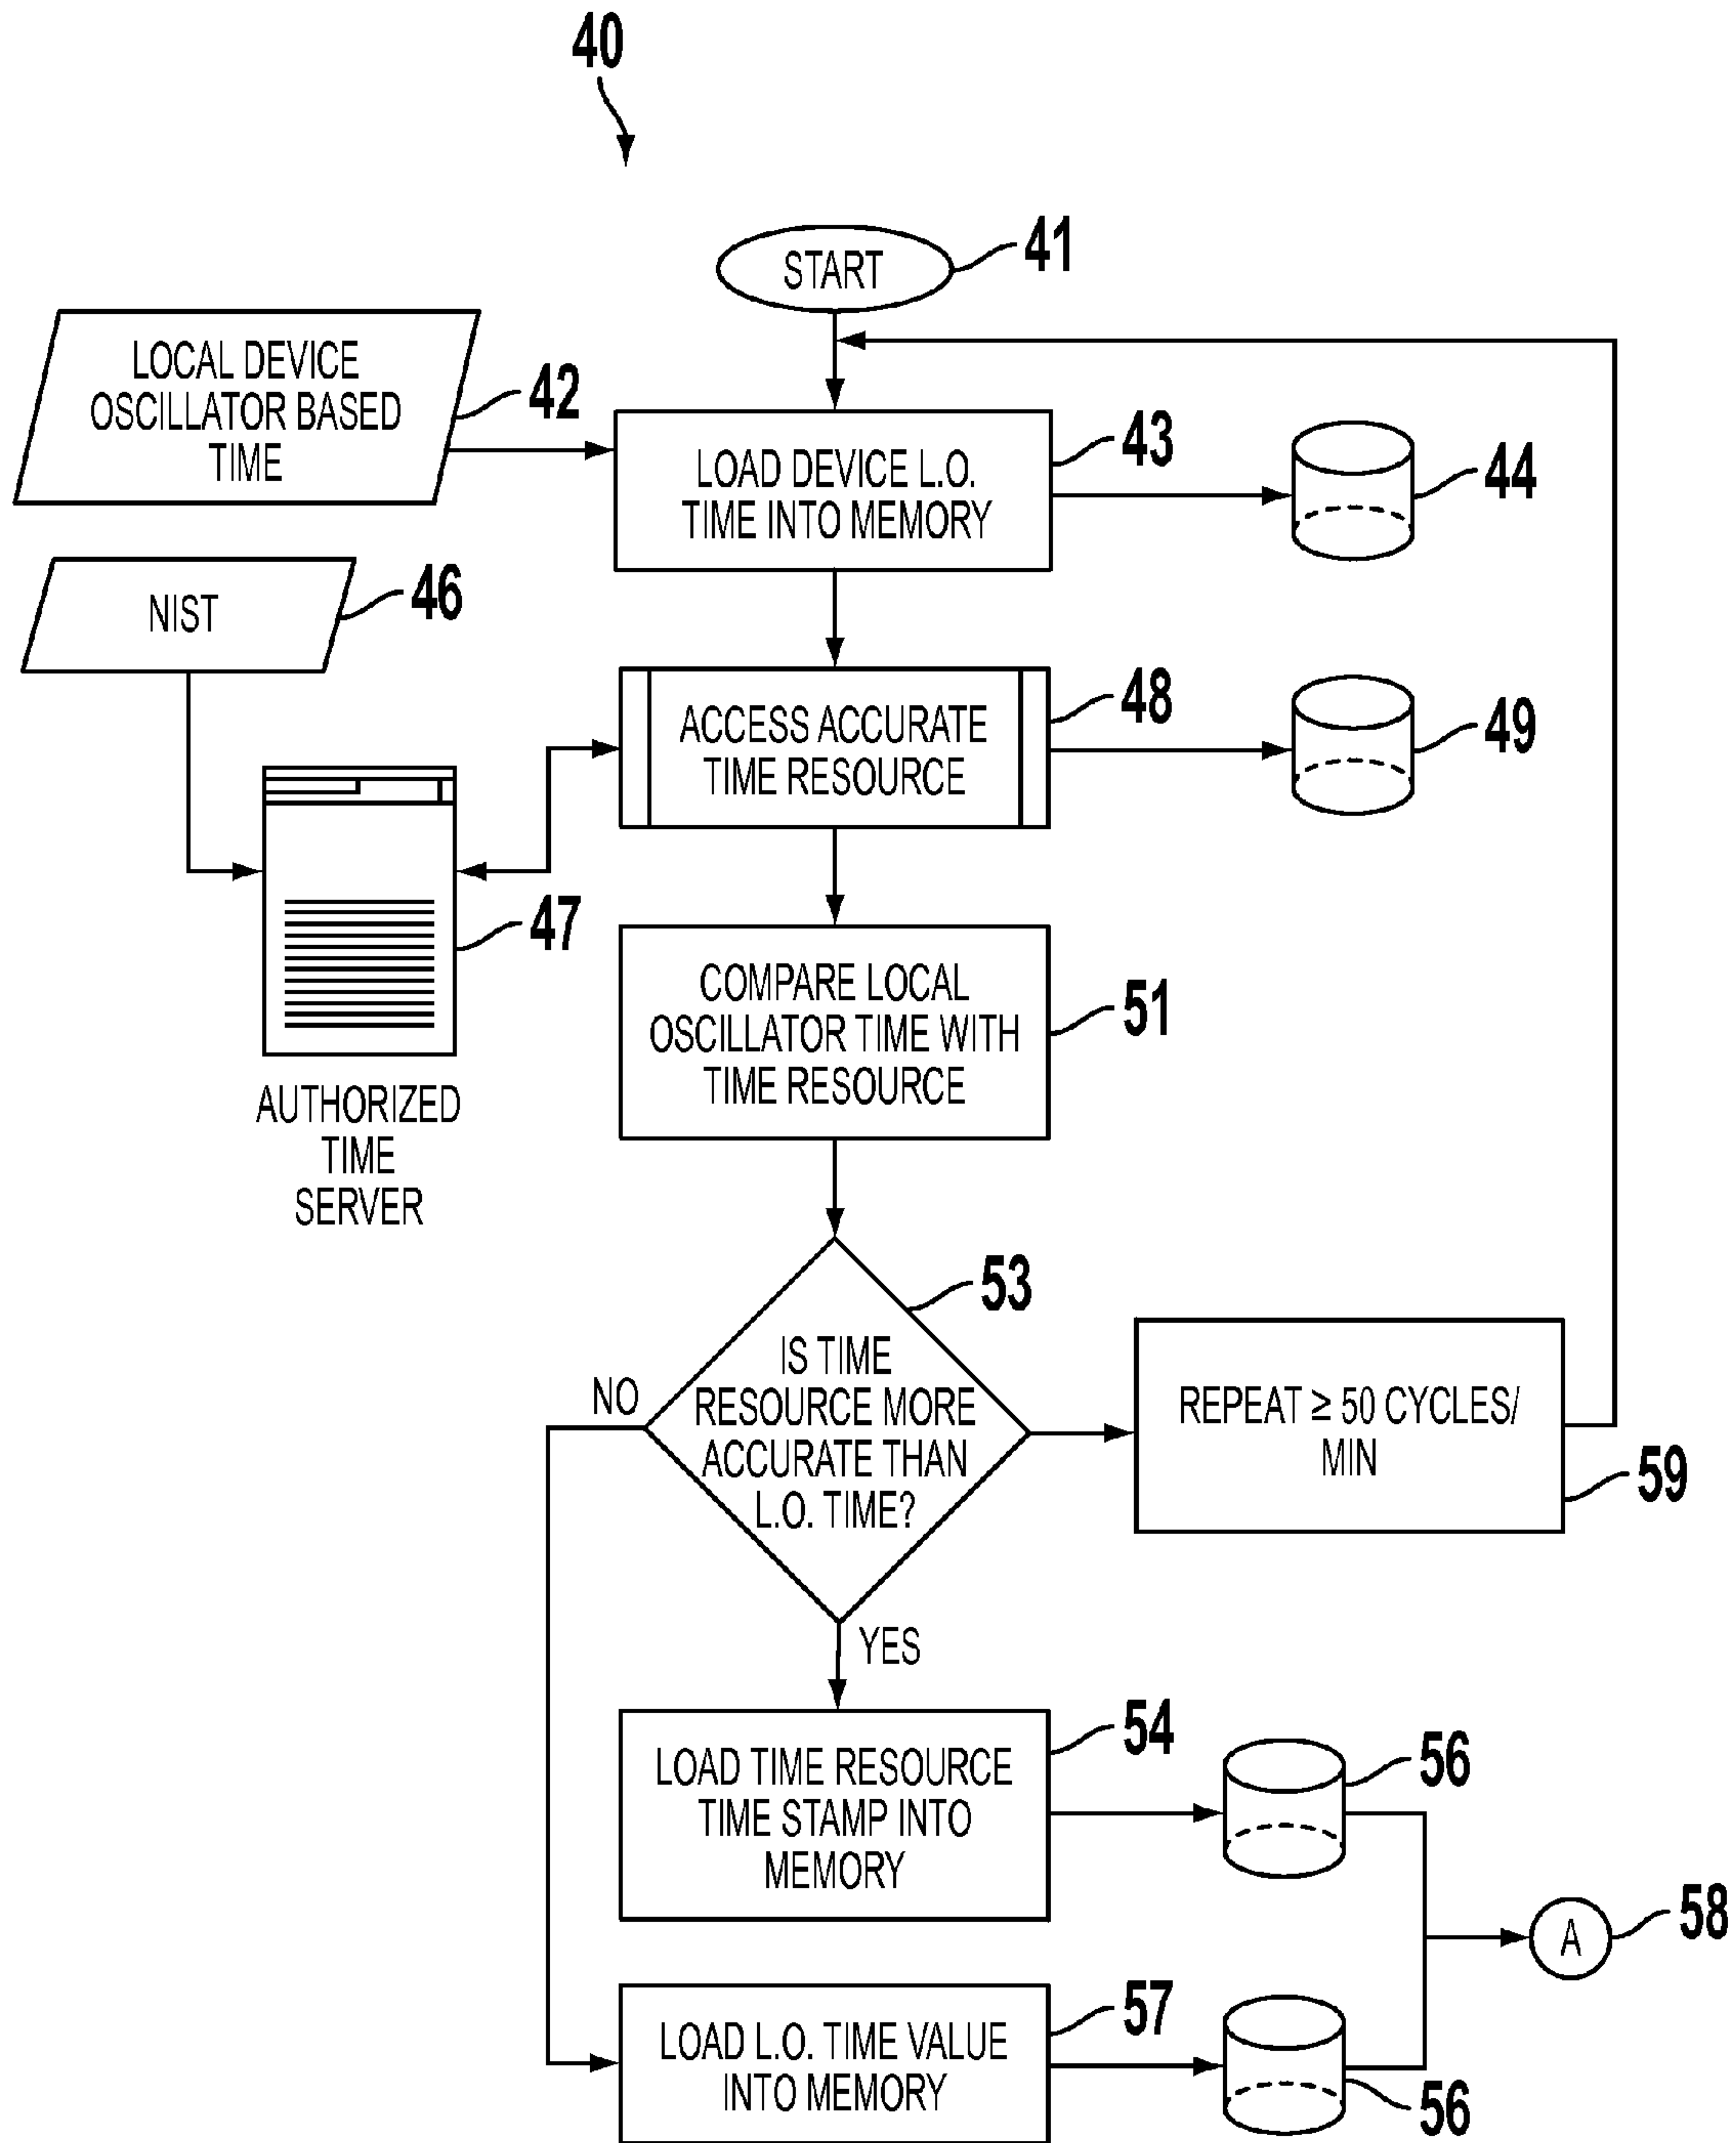 40
START
41
LOCAL DEVICE
OSCILLATOR BASED
TIME
42
LOAD DEVICE L.O.
TIME INTO MEMORY
43
44
NIST
46
ACCESS ACCURATE
TIME RESOURCE
48
49
47
AUTHORIZED
TIME
SERVER
COMPARE LOCAL
OSCILLATOR TIME WITH
TIME RESOURCE
51
53
IS TIME
RESOURCE MORE
ACCURATE THAN
L.O. TIME?
NO
YES
REPEAT ≥ 50 CYCLES/
MIN
59
LOAD TIME RESOURCE
TIME STAMP INTO
MEMORY
54
56
A
58
LOAD L.O. TIME VALUE
INTO MEMORY
57
56